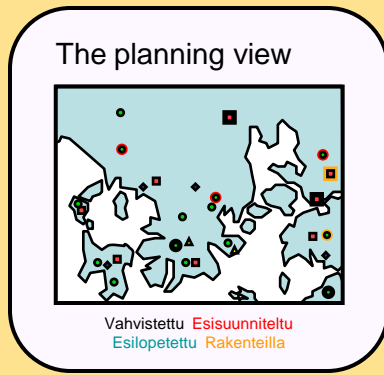 The planning view
Vahvistettu Esisuunniteltu
Esilopetettu Rakenteilla